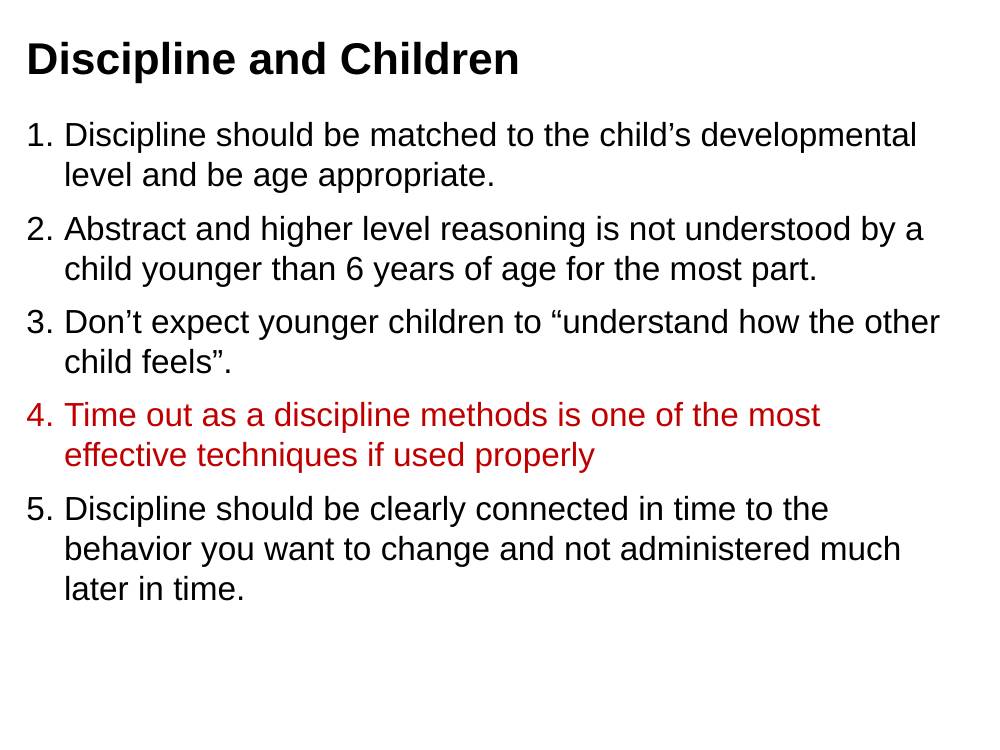 Discipline and Children
1. Discipline should be matched to the child’s developmental
level and be age appropriate.
2. Abstract and higher level reasoning is not understood by a
child younger than 6 years of age for the most part.
3. Don’t expect younger children to “understand how the other
child feels”.
4. Time out as a discipline methods is one of the most
effective techniques if used properly
5. Discipline should be clearly connected in time to the
behavior you want to change and not administered much
later in time.